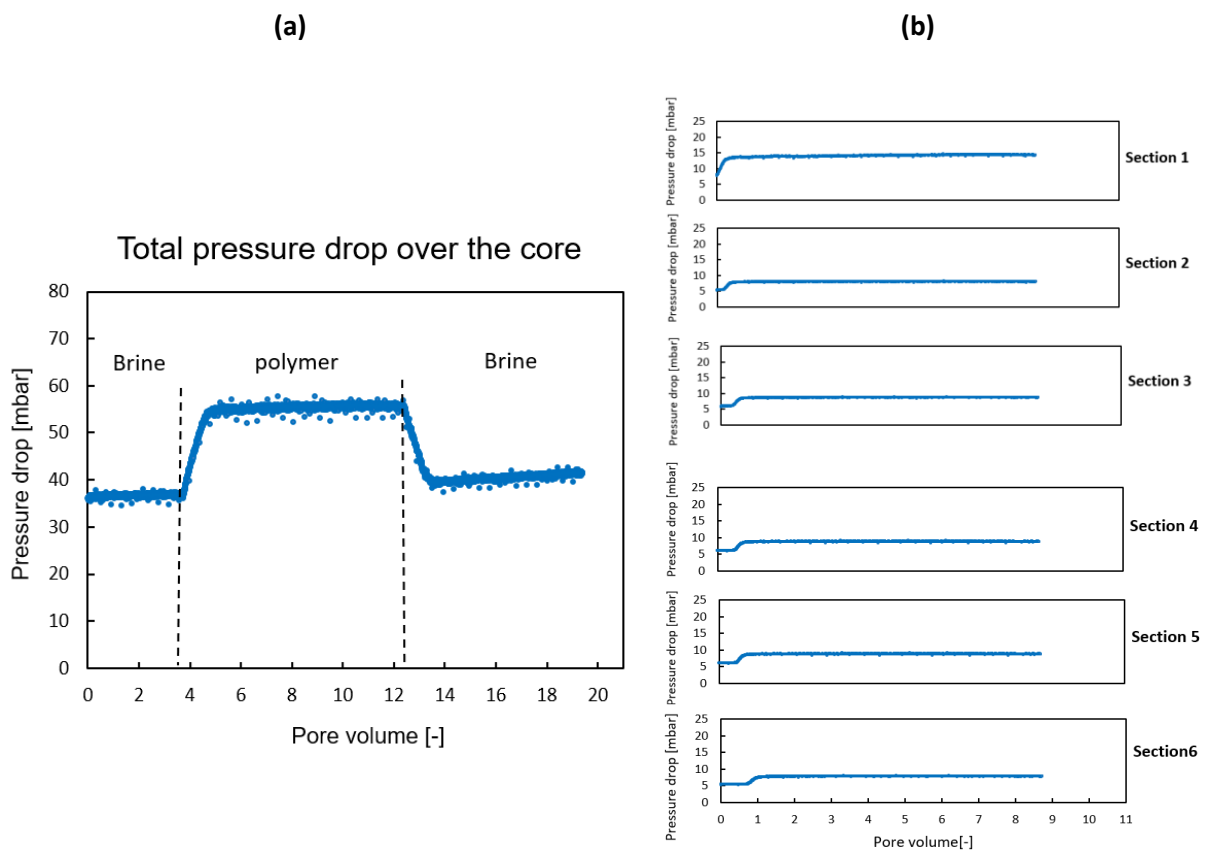 (a)
Total pressure drop over the core
Pressure drop [mbar]
80
70
60
50
40
30
20
10
0
Brine
polymer
Brine
0 2 4 6 8 10 12 14 16 18 20
Pore volume [-]
(b)
Pressure drop [mbar]
25
20
15
10
5
0
Section 1
Pressure drop [mbar]
25
20
15
10
5
0
Section 2
Pressure drop [mbar]
25
20
15
10
5
0
Section 3
Pressure drop [mbar]
25
20
15
10
5
0
Section 4
Pressure drop [mbar]
25
20
15
10
5
0
Section 5
Pressure drop [mbar]
25
20
15
10
5
0
Section6
0 1 2 3 4 5 6 7 8 9 10 11
Pore volume[-]